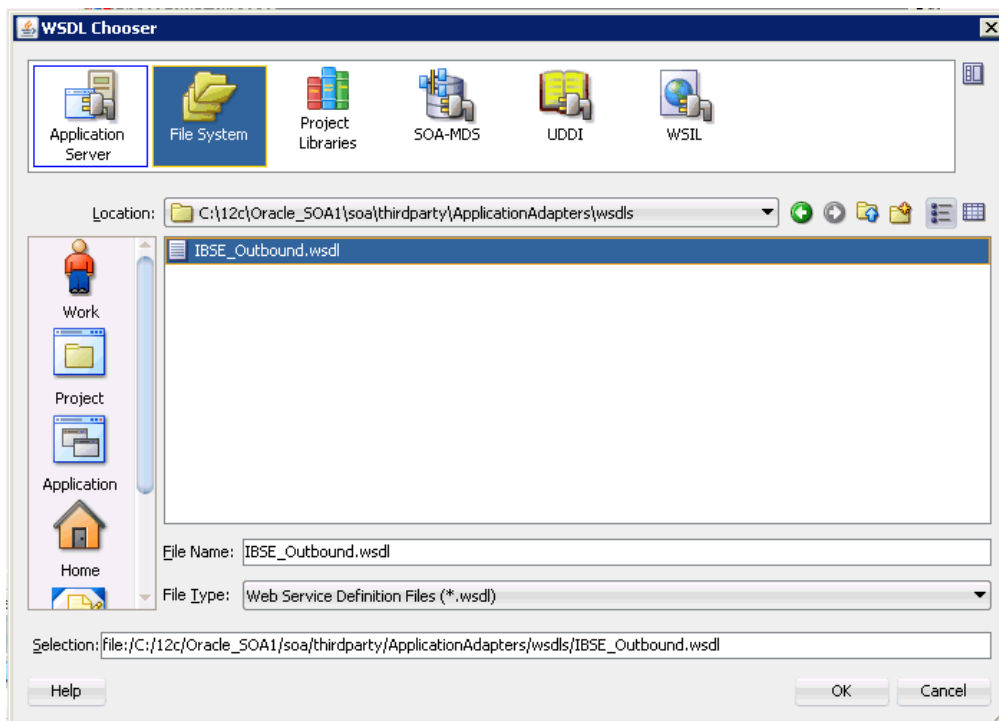 WSDL Chooser
Application
Server
File System
Project
Libraries
SOA-MDS
UDDI
WSIL
Location:
C:\12c\Oracle_SOA1\soa\thirdparty\ApplicationAdapters\wsdls
IBSE_Outbound.wsdl
Work
Project
Application
Home
File Name: IBSE_Outbound.wsdl
File Type: Web Service Definition Files (*.wsdl)
Selection: file:/C:/12c/Oracle_SOA1/soa/thirdparty/ApplicationAdapters/wsdls/IBSE_Outbound.wsdl
Help OK Cancel